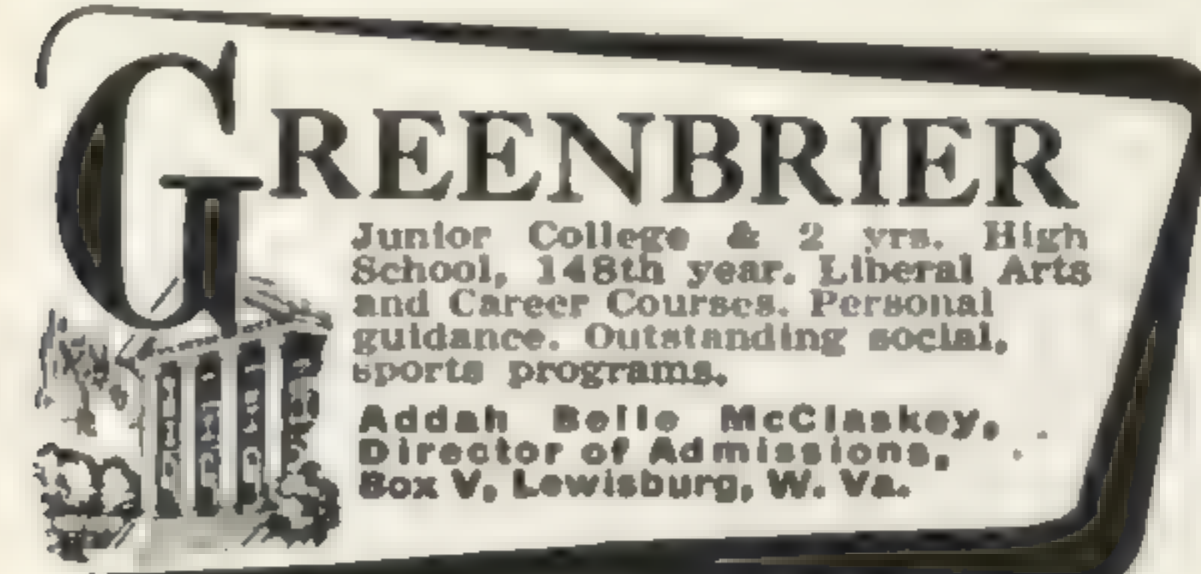 GREENBRIER
Junior College & 2 yrs. High
School, 148th year. Liberal Arts
and Career Courses. Personal
guidance. Outstanding social,
sports programs.
Addah Belle McClaskey,
Director of Admissions,
Box V, Lewisburg, W. Va.